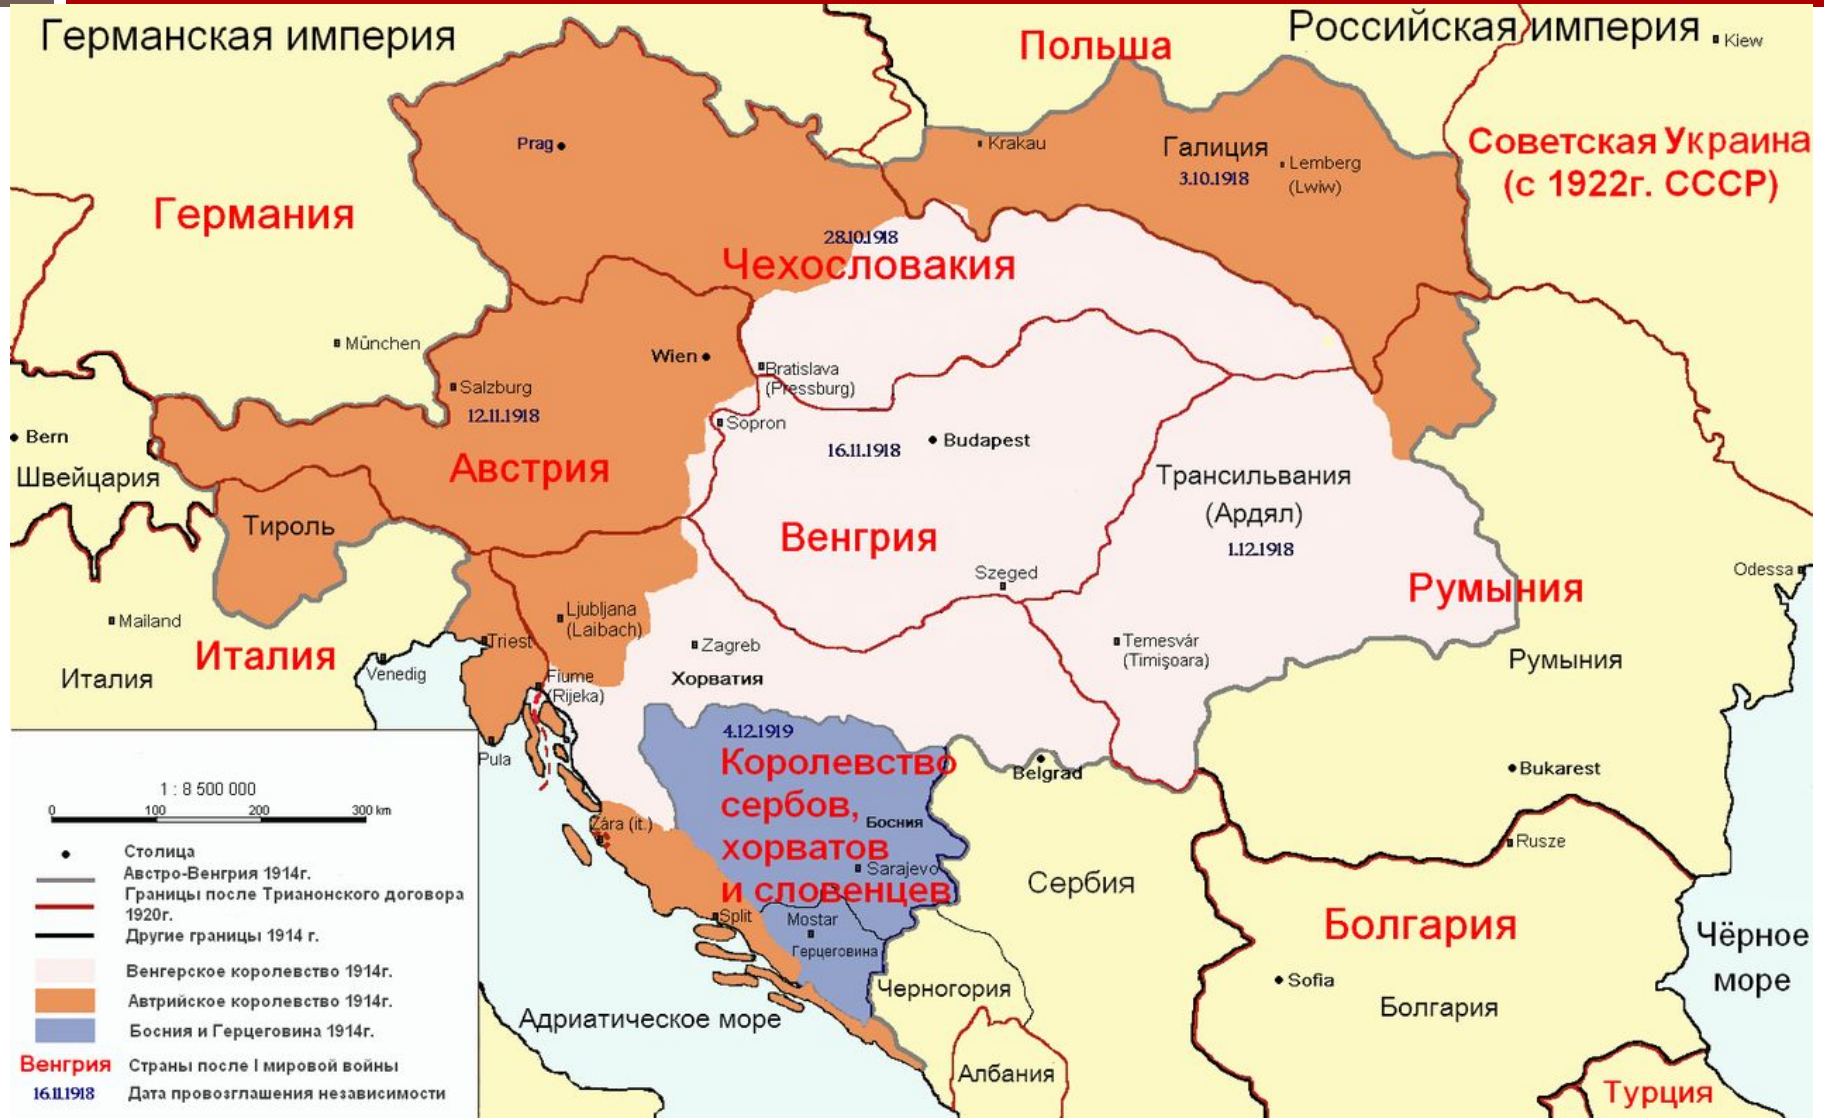 Германская империя
Польша
Российская империя
Kiew
Prag
Krakau
Галиция
3.10.1918
Lemberg
(Lwiw)
Советская Украина
(с 1922г. СССР)
Германия
28.10.1918
Чехословакия
München
Wien
Salzburg
12.11.1918
Bratislava
(Pressburg)
Sopron
Bern
Швейцария
Австрия
16.11.1918
Budapest
Трансильвания
(Ардял)
1.12.1918
Тироль
Венгрия
Szeged
Румыния
Odessa
Mailand
Италия
Италия
Venedig
Triest
Ljubljana
(Laibach)
Zagreb
Хорватия
Fiume
(Rijeka)
Temesvár
(Timişoara)
Румыния
Pula
4.12.1919
Королевство
сербов,
хорватов
и словенцев
Босния
Sarajevo
Belgrad
Bukarest
Zára (it.)
Split
Mostar
Герцеговина
Сербия
Rusze
Болгария
Sofia
Болгария
Чёрное
море
Черногория
Адриатическое море
Албания
Турция
1 : 8 500 000
0 100 200 300 km
Столица
Австро-Венгрия 1914г.
Границы после Трианонского договора
1920г.
Другие границы 1914 г.
Венгерское королевство 1914г.
Автрийское королевство 1914г.
Босния и Герцеговина 1914г.
Венгрия Страны после I мировой войны
16.11.1918 Дата провозглашения независимости